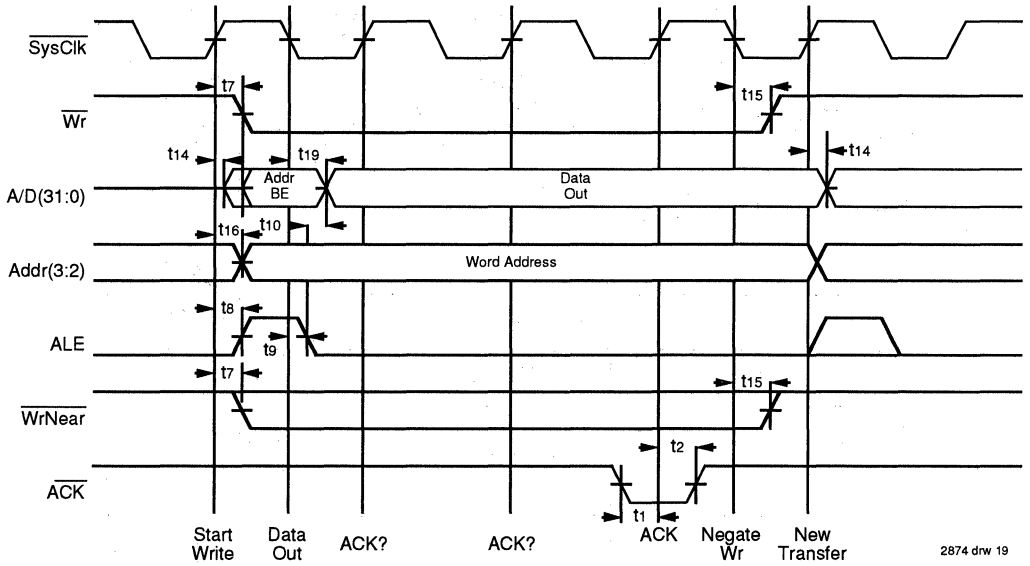 SysClk
t7
t15
Wr
t14
t19
t14
Addr
BE
Data
Out
A/D(31:0)
t16
t10
Word Address
Addr(3:2)
t8
ALE
t9
t7
t15
WrNear
t2
ACK
t1
Start
Write
Data
Out
ACK?
ACK?
ACK
Negate
Wr
New
Transfer
2874 drw 19